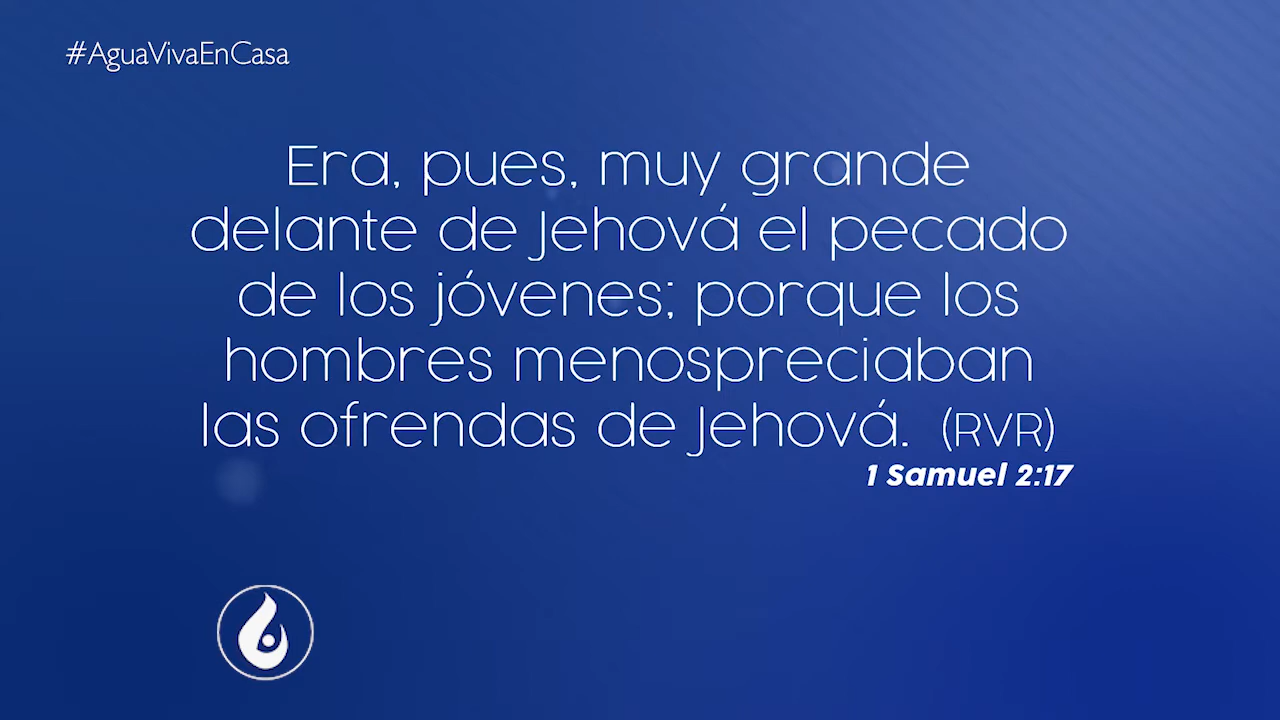 #AguaVivaEnCasa
Era, pues, muy grande
delante de Jehová el pecado
de los jóvenes; porque los
hombres menospreciaban
las ofrendas de Jehová. (RVR)
1 Samuel 2:17